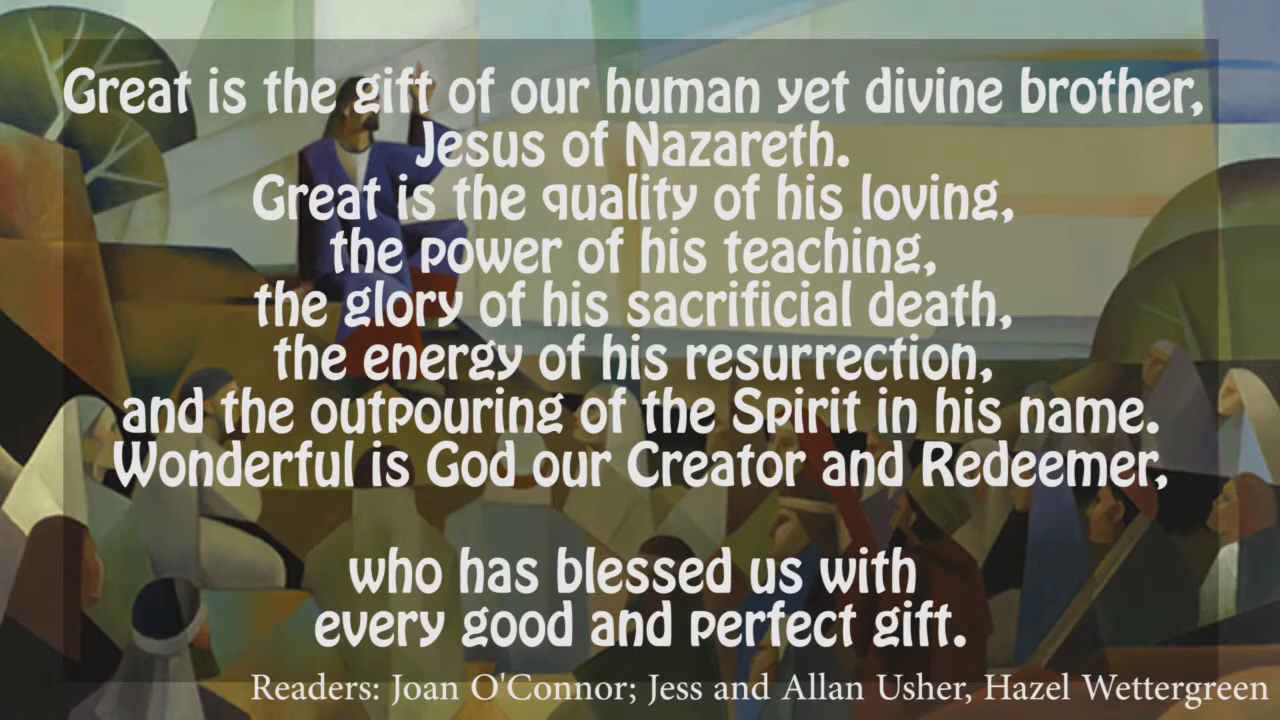 Great is the gift of our human yet divine brother,
Jesus of Nazareth.
Great is the quality of his loving,
the power of his teaching,
the glory of his sacrificial death,
the energy of his resurrection,
and the outpouring of the Spirit in his name.
Wonderful is God our Creator and Redeemer,
who has blessed us with
every good and perfect gift.
Readers: Joan O'Connor; Jess and Allan Usher, Hazel Wettergreen